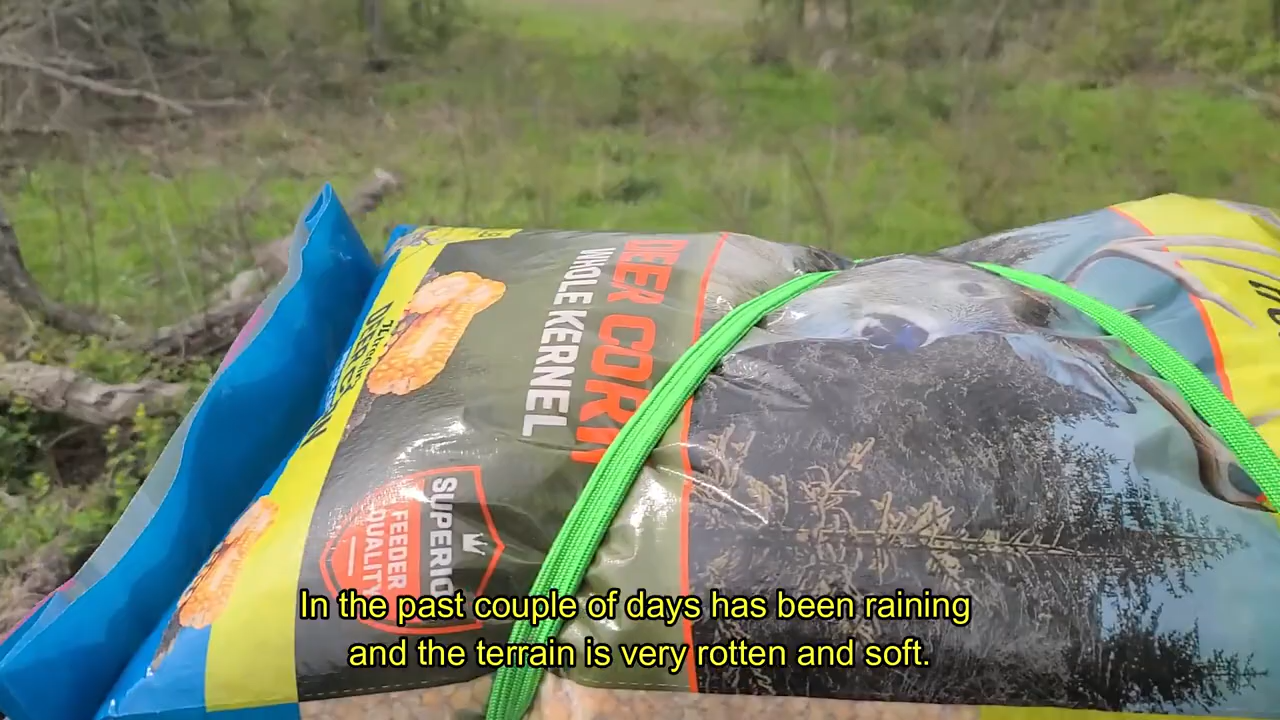 DEER CORN
WHOLE KERNEL
SUPERIOR
FEEDER
QUALITY
In the past couple of days has been raining
and the terrain is very rotten and soft.